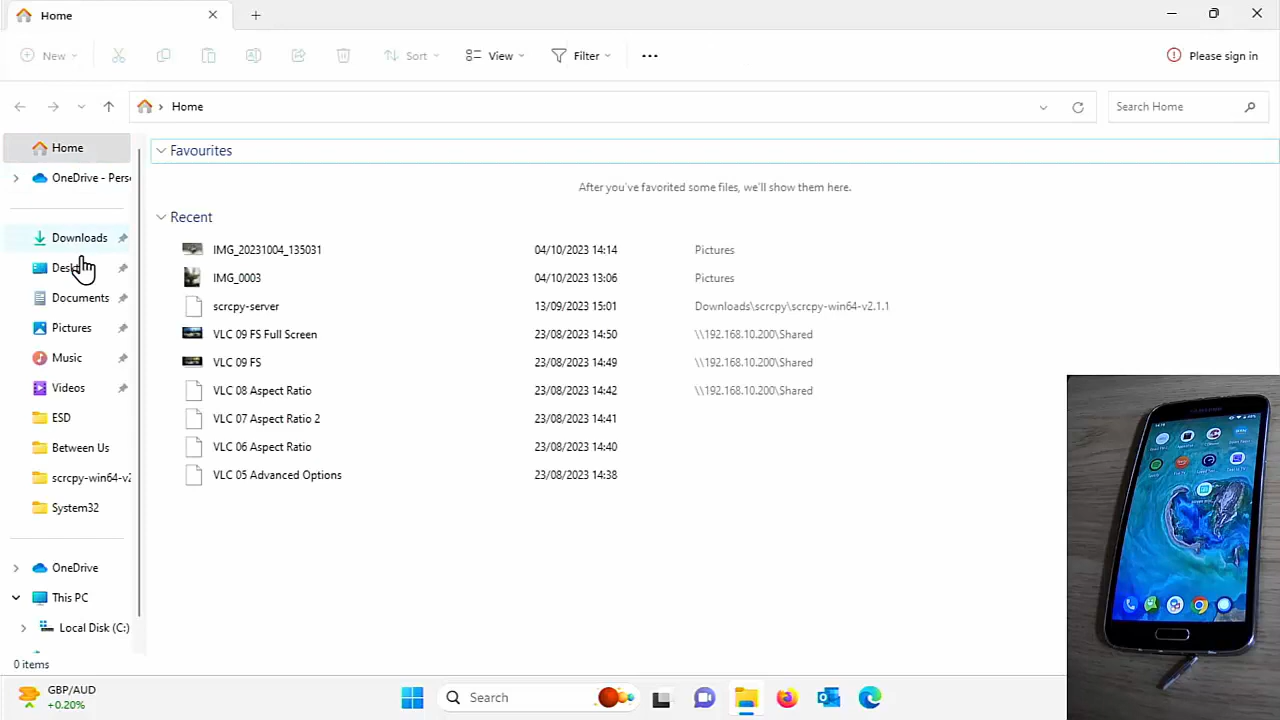 Home
New
Sort
View
Filter
Please sign in
Home
Search Home
Home
OneDrive - Pers
Downloads
Documents
Pictures
Music
Videos
ESD
Between Us
scrcpy-win64-v2
System32
OneDrive
This PC
Local Disk (C:)
Favourites
After you've favorited some files, we'll show them here.
Recent
IMG_20231004_135031 04/10/2023 14:14 Pictures
IMG_0003 04/10/2023 13:06 Pictures
scrcpy-server 13/09/2023 15:01 Downloads\scrcpy\scrcpy-win64-v2.1.1
VLC 09 FS Full Screen 23/08/2023 14:50 \\192.168.10.200\Shared
VLC 09 FS 23/08/2023 14:49 \\192.168.10.200\Shared
VLC 08 Aspect Ratio 23/08/2023 14:42 \\192.168.10.200\Shared
VLC 07 Aspect Ratio 2 23/08/2023 14:41
VLC 06 Aspect Ratio 23/08/2023 14:40
VLC 05 Advanced Options 23/08/2023 14:38
0 items
GBP/AUD
+0.20%
Search
SAMSUNG